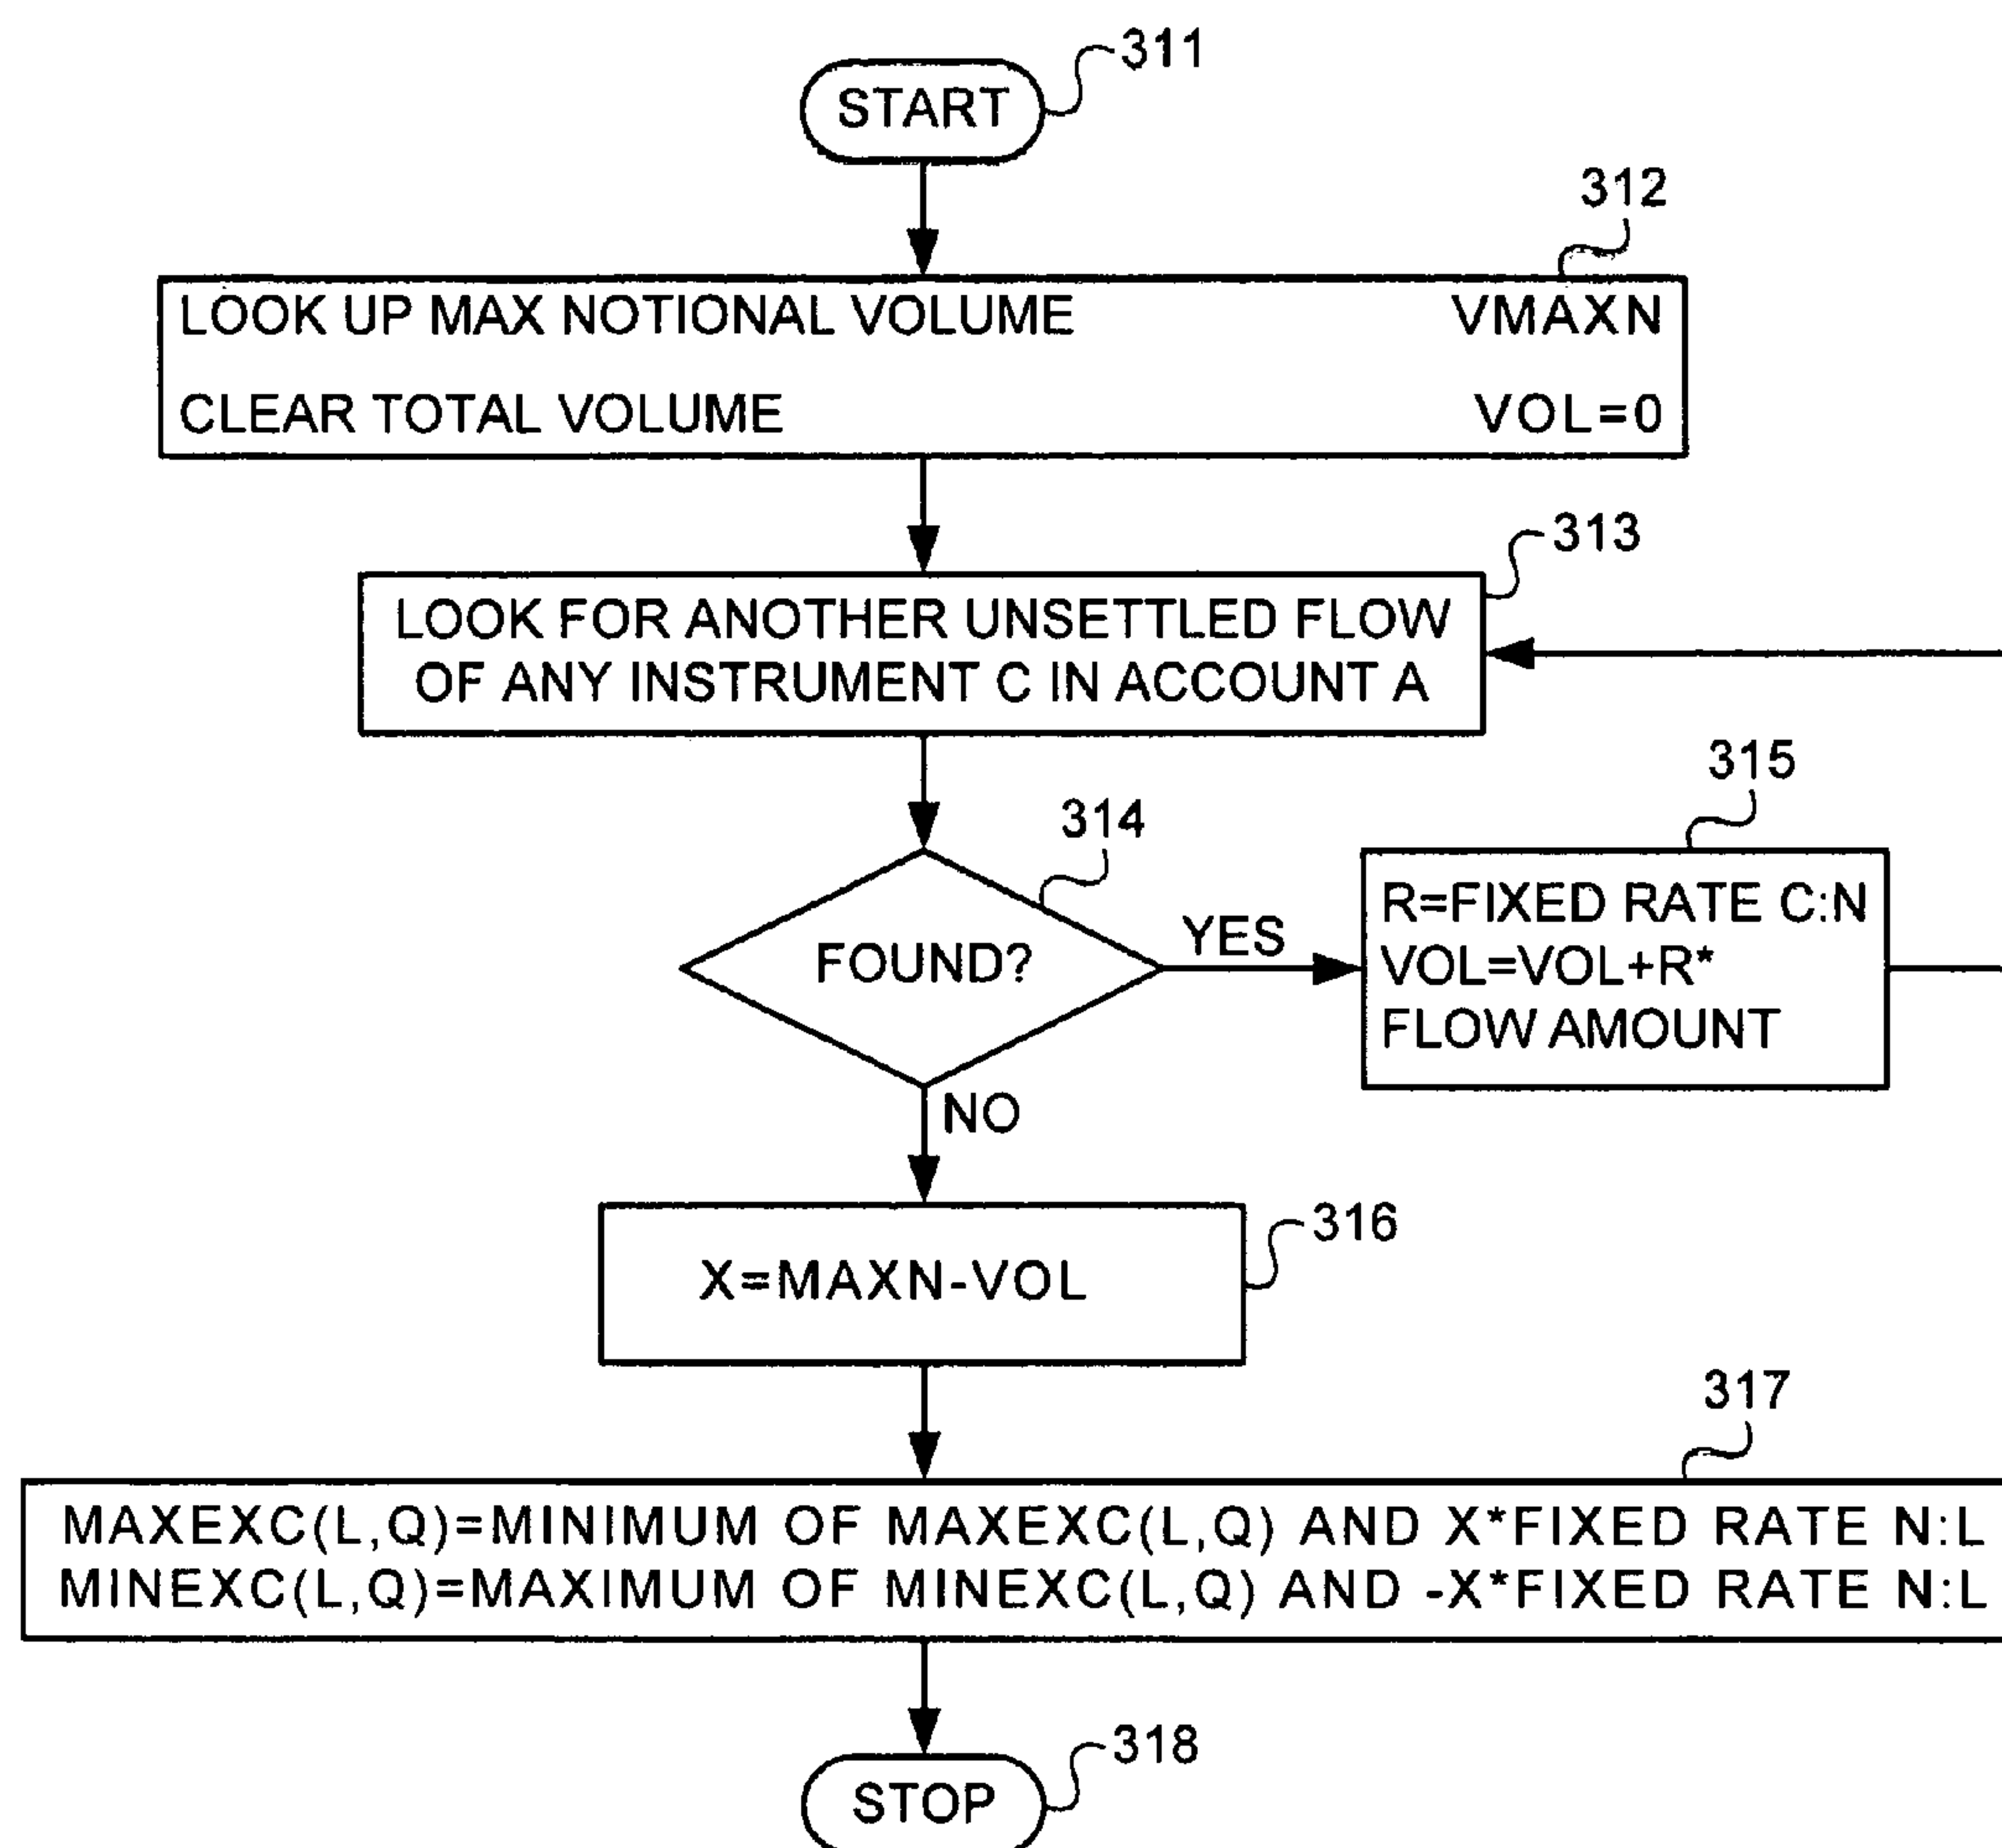 311
START
312
LOOK UP MAX NOTIONAL VOLUME VMAXN
CLEAR TOTAL VOLUME VOL=0
313
LOOK FOR ANOTHER UNSETTLED FLOW
OF ANY INSTRUMENT C IN ACCOUNT A
314
315
FOUND?
YES
R=FIXED RATE C:N
VOL=VOL+R*
FLOW AMOUNT
NO
316
X=MAXN-VOL
317
MAXEXC(L,Q)=MINIMUM OF MAXEXC(L,Q) AND X*FIXED RATE N:L
MINEXC(L,Q)=MAXIMUM OF MINEXC(L,Q) AND -X*FIXED RATE N:L
318
STOP